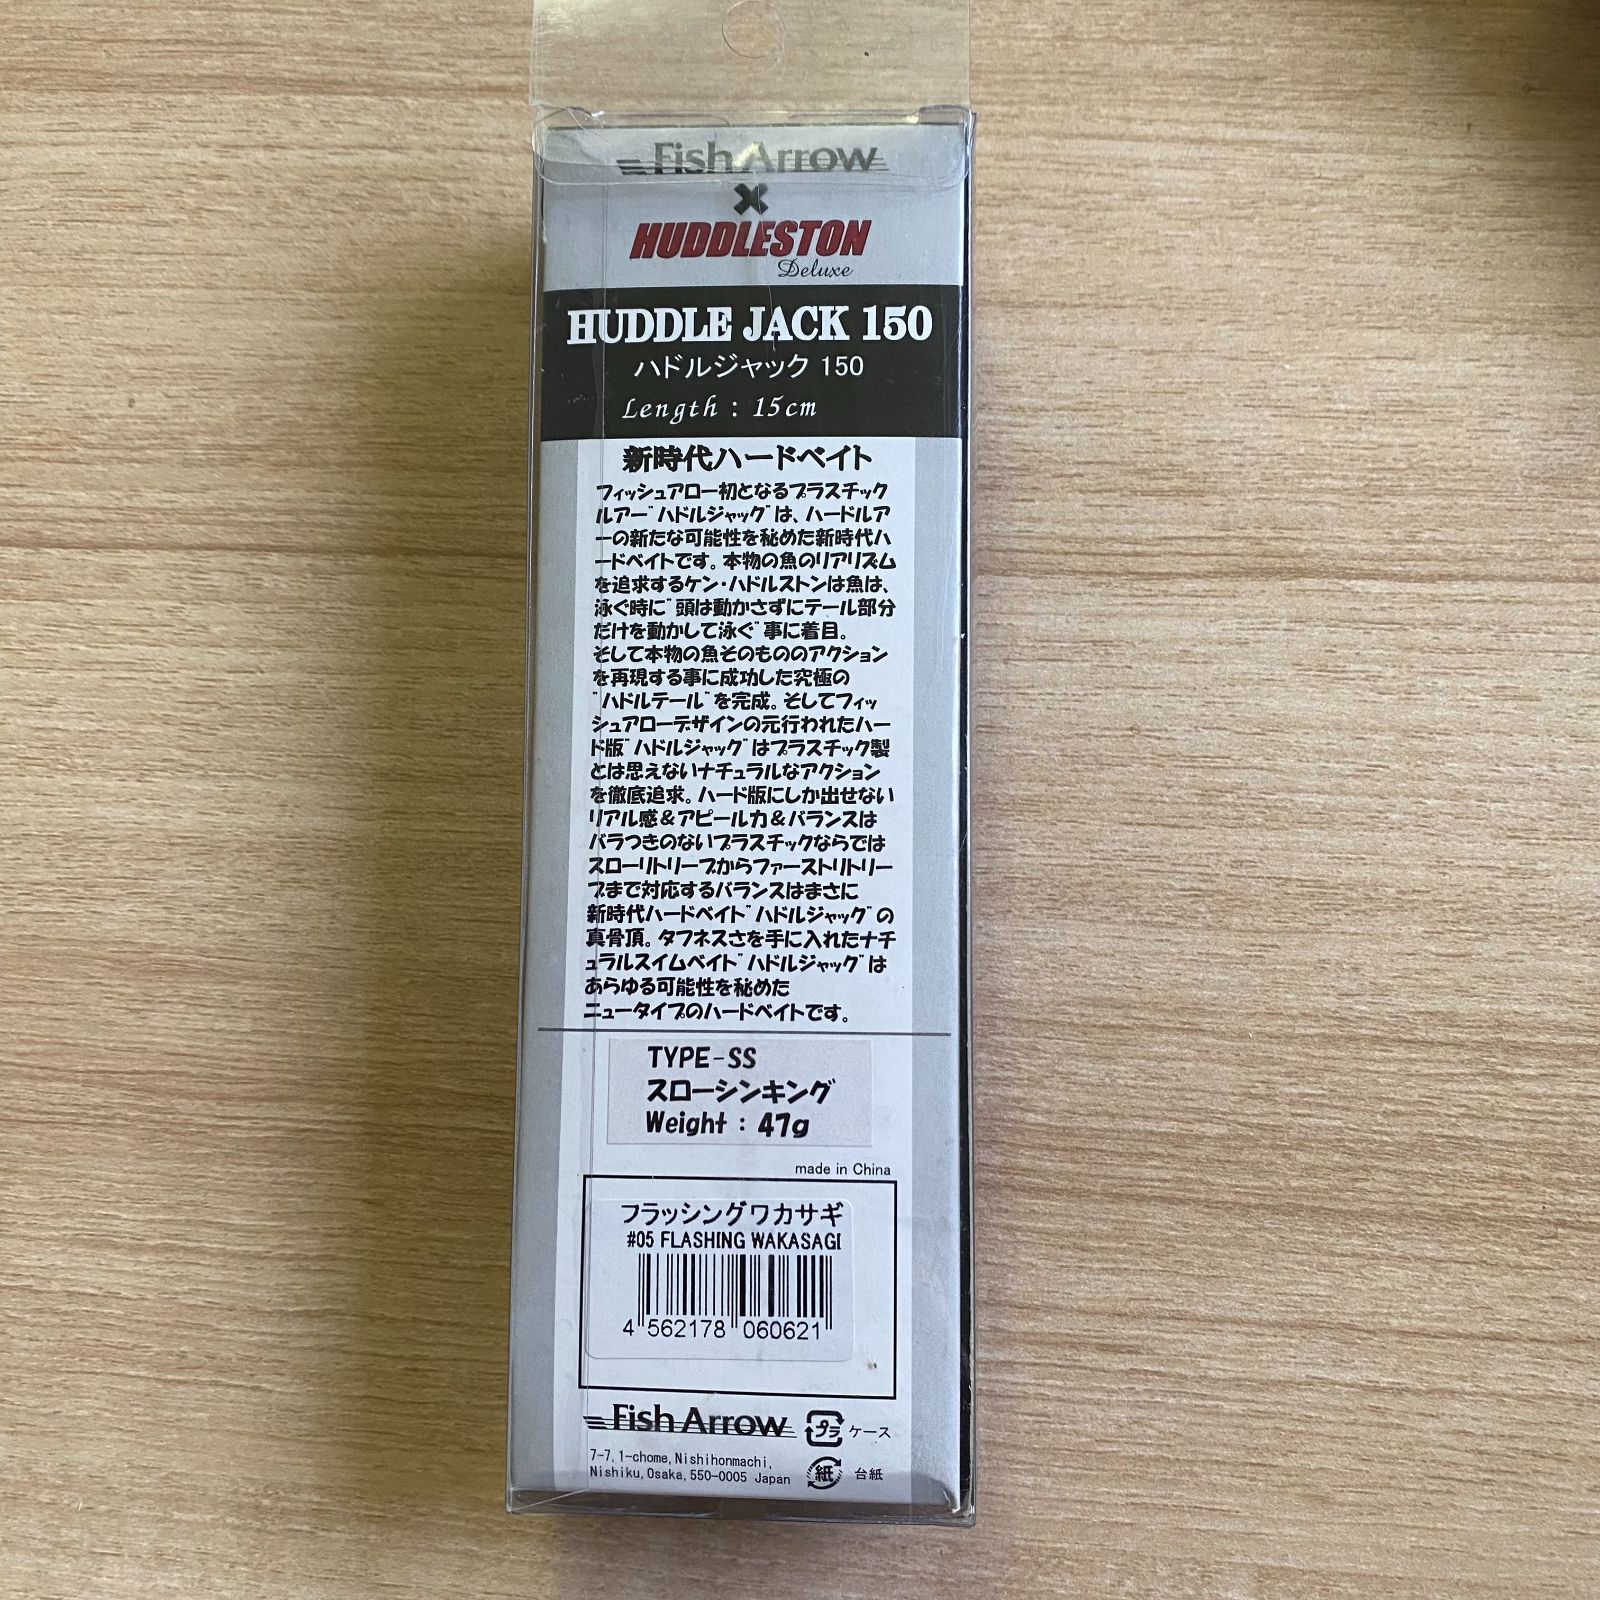 Fish Arrow
×
HUDDLESTON
Deluxe
HUDDLE JACK 150
ハドルジャック 150
Length : 15cm
新時代ハードベイト
フィッシュアロー初となるプラスチック
ルアー"ハドルジャック"は、ハードルア
ーの新たな可能性を秘めた新時代ハ
ードベイトです。本物の魚のリアリズム
を追求するケン・ハドルストンは魚は、
泳ぐ時に"頭は動かさずにテール部分
だけを動かして泳ぐ"事に着目。
そして本物の魚そのもののアクション
を再現する事に成功した究極の
"ハドルテール"を完成。そしてフィッ
シュアローデザインの元行われたハー
ド版"ハドルジャック"はプラスチック製
とは思えないナチュラルなアクション
を徹底追求。ハード版にしか出せない
リアル感&アピール力&バランスは
バラつきのないプラスチックならでは
スローリトリーブからファーストリトリー
ブまで対応するバランスはまさに
新時代ハードベイト"ハドルジャック"の
真骨頂。タフネスさを手に入れたナチ
ュラルスイムベイト"ハドルジャック"は
あらゆる可能性を秘めた
ニュータイプのハードベイトです。
TYPE-SS
スローシンキング
Weight : 47g
made in China
フラッシングワカサギ
#05 FLASHING WAKASAGI
4 562178 060621
Fish Arrow
プラ ケース
7-7, 1-chome, Nishihonmachi,
Nishiku, Osaka, 550-0005 Japan
紙 台紙